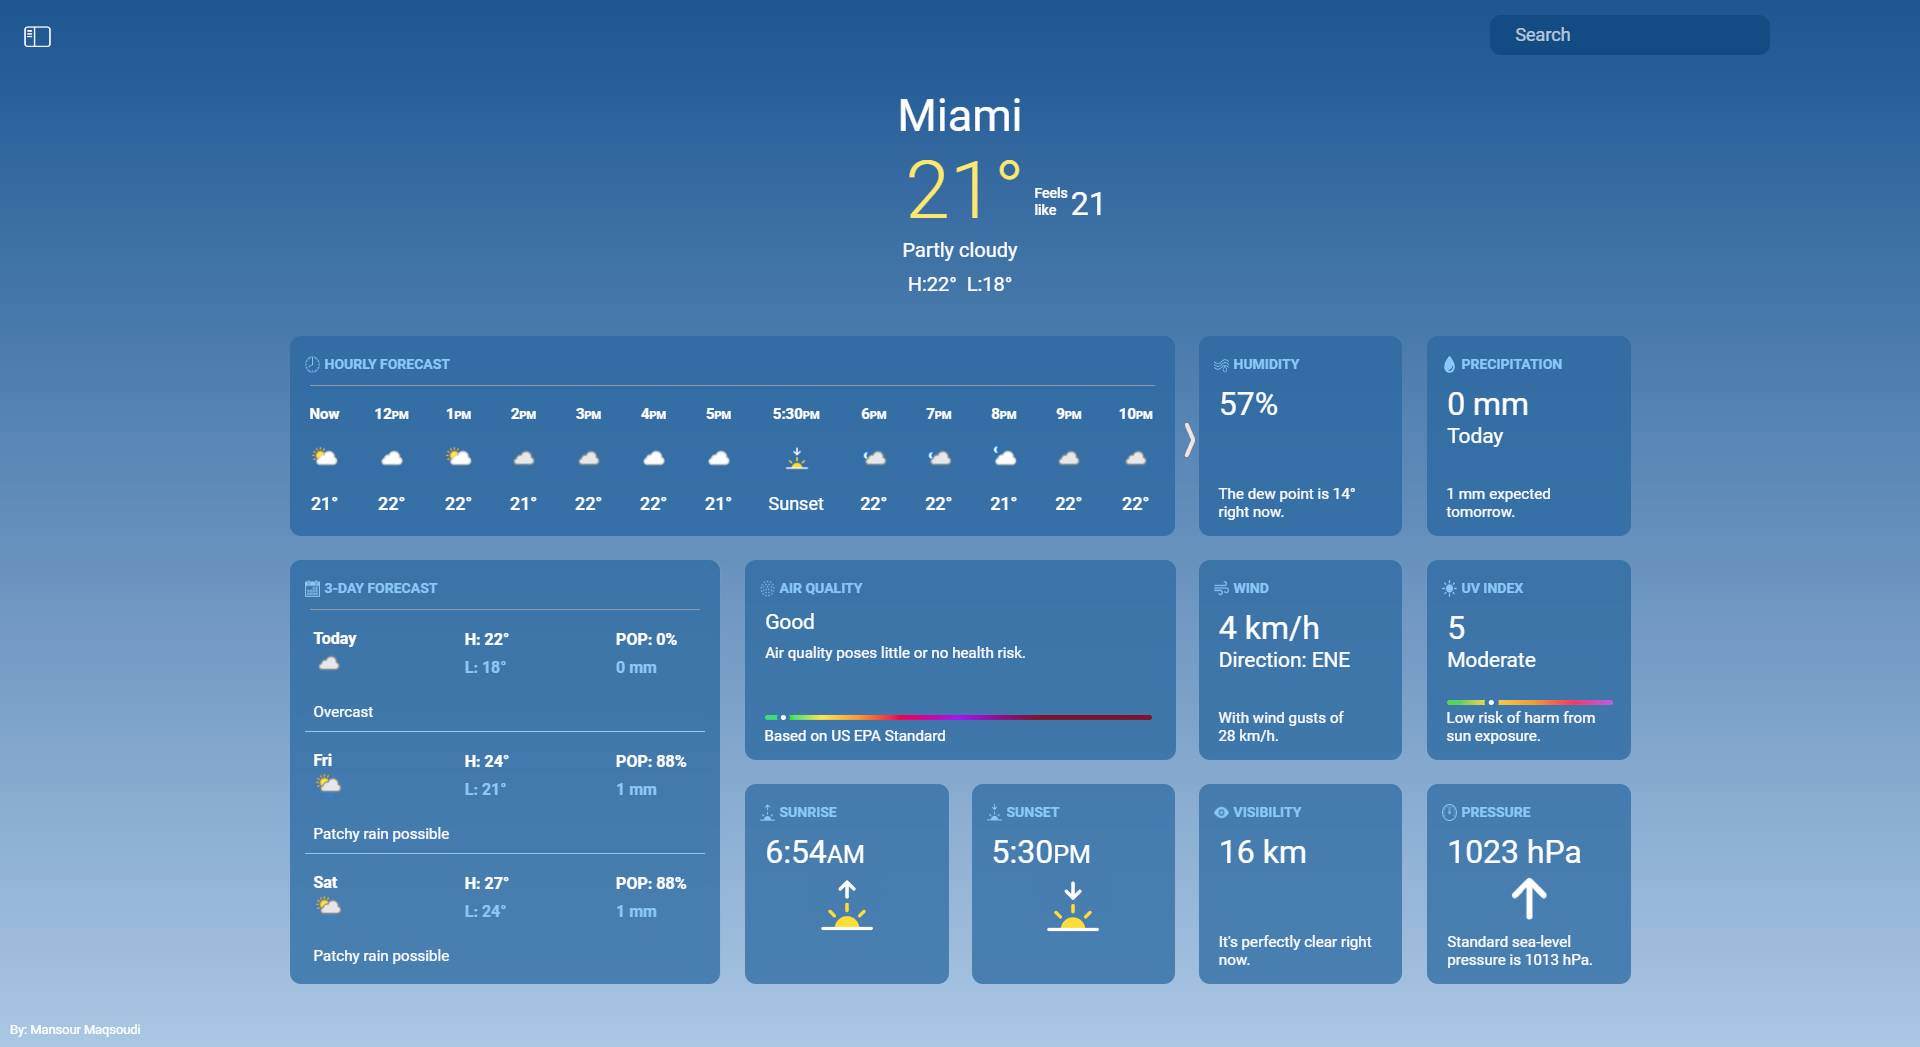 Search
Miami
21°
Feels
like
21
Partly cloudy
H:22° L:18°
HOURLY FORECAST
Now 12PM 1PM 2PM 3PM 4PM 5PM 5:30PM 6PM 7PM 8PM 9PM 10PM
21° 22° 22° 21° 22° 22° 21° Sunset 22° 22° 21° 22° 22°
HUMIDITY
57%
The dew point is 14°
right now.
PRECIPITATION
0 mm
Today
1 mm expected
tomorrow.
3-DAY FORECAST
Today H: 22° POP: 0%
L: 18° 0 mm
Overcast
Fri H: 24° POP: 88%
L: 21° 1 mm
Patchy rain possible
Sat H: 27° POP: 88%
L: 24° 1 mm
Patchy rain possible
AIR QUALITY
Good
Air quality poses little or no health risk.
Based on US EPA Standard
WIND
4 km/h
Direction: ENE
With wind gusts of
28 km/h.
UV INDEX
5
Moderate
Low risk of harm from
sun exposure.
SUNRISE
6:54AM
SUNSET
5:30PM
VISIBILITY
16 km
It's perfectly clear right
now.
PRESSURE
1023 hPa
Standard sea-level
pressure is 1013 hPa.
By: Mansour Maqsoudi